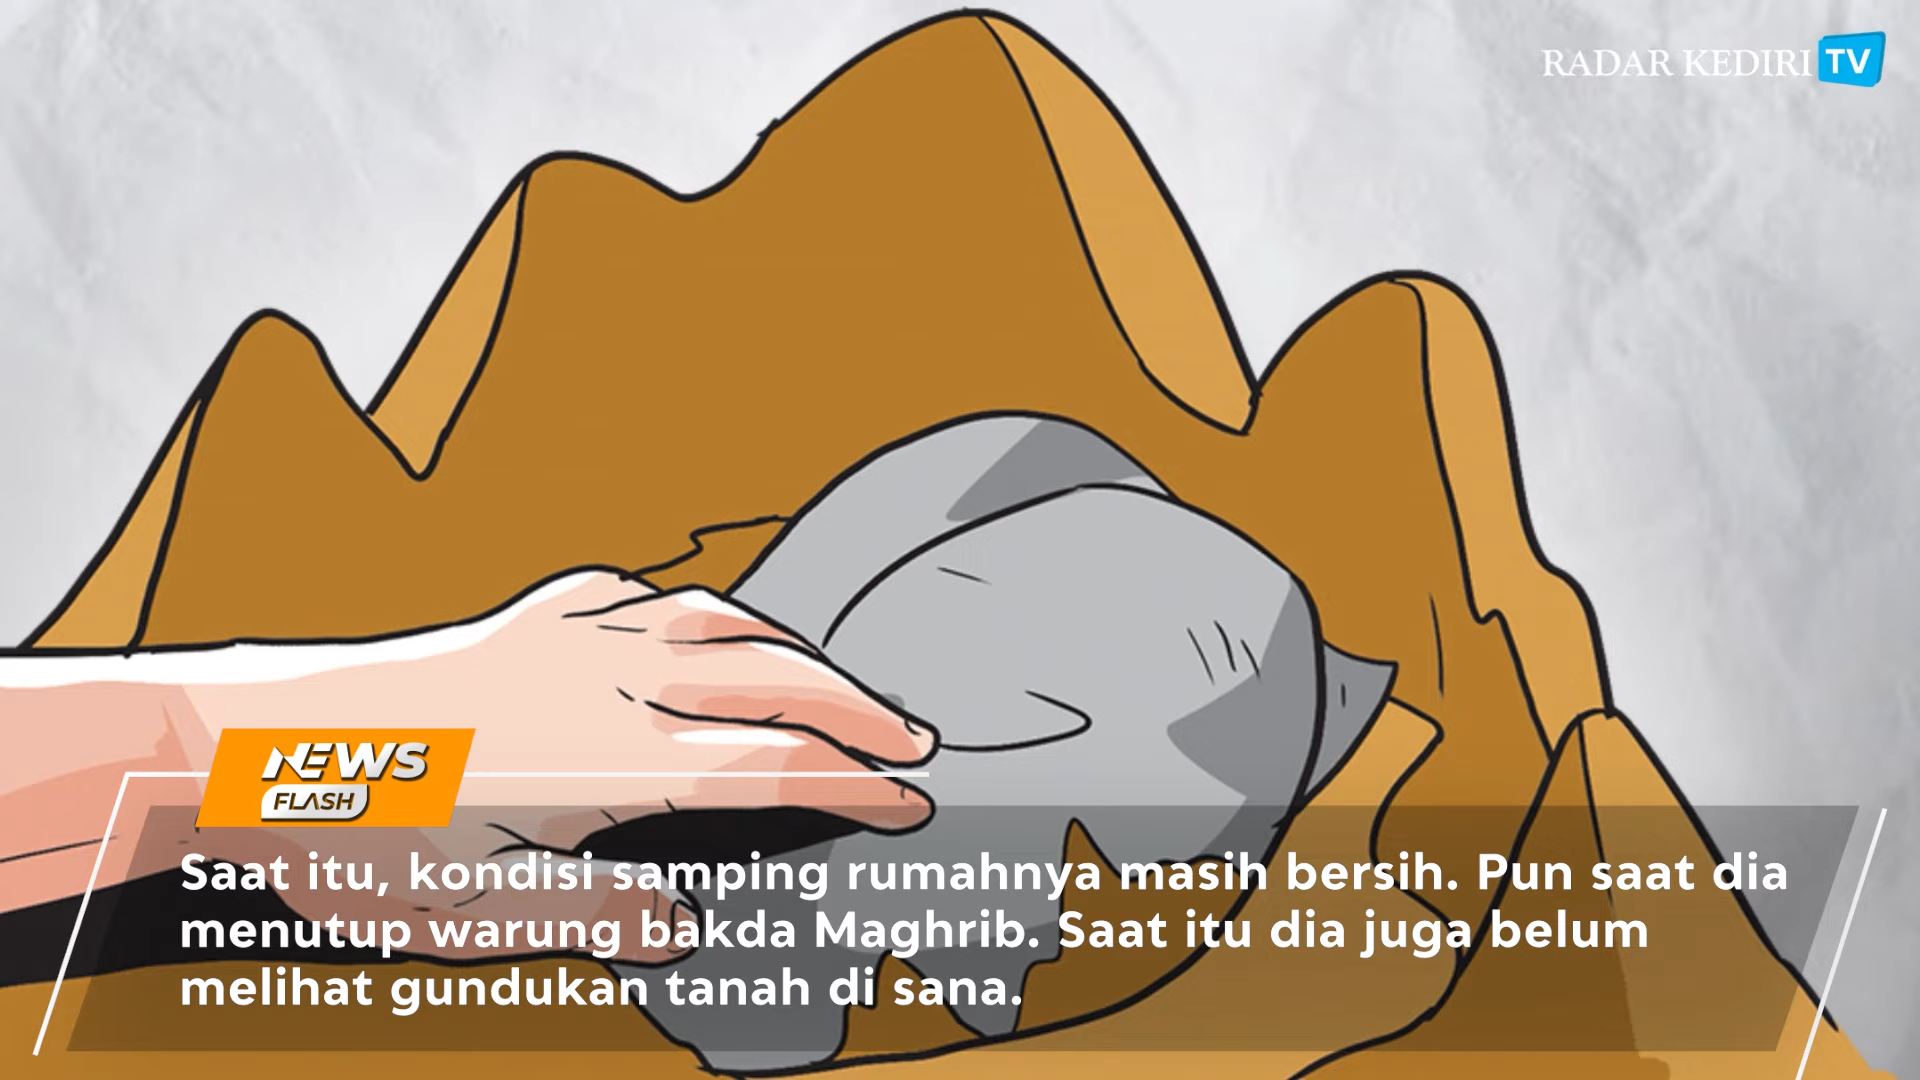 RADAR KEDIRI TV
NEWS
FLASH
Saat itu, kondisi samping rumahnya masih bersih. Pun saat dia
menutup warung bakda Maghrib. Saat itu dia juga belum
melihat gundukan tanah di sana.